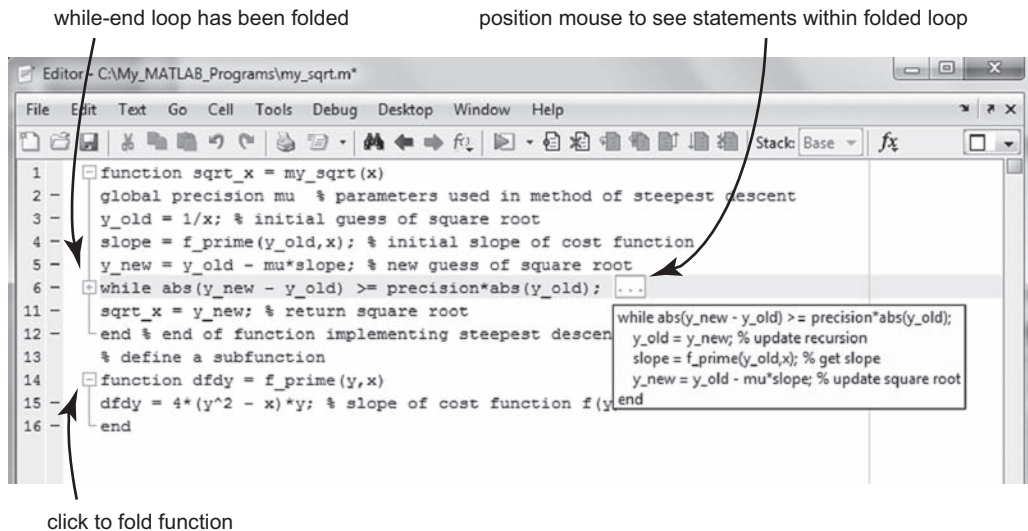 while-end loop has been folded
position mouse to see statements within folded loop
Editor - C:\My_MATLAB_Programs\my_sqrt.m*
File Edit Text Go Cell Tools Debug Desktop Window Help
Stack: Base fx
1 function sqrt_x = my_sqrt(x)
2 - global precision mu % parameters used in method of steepest descent
3 - y_old = 1/x; % initial guess of square root
4 - slope = f_prime(y_old,x); % initial slope of cost function
5 - y_new = y_old - mu*slope; % new guess of square root
6 - while abs(y_new - y_old) >= precision*abs(y_old); ...
11 - sqrt_x = y_new; % return square root
12 - end % end of function implementing steepest descen
13 % define a subfunction
14 function dfdy = f_prime(y,x)
15 - dfdy = 4*(y^2 - x)*y; % slope of cost function f(y
16 - end
while abs(y_new - y_old) >= precision*abs(y_old);
y_old = y_new; % update recursion
slope = f_prime(y_old,x); % get slope
y_new = y_old - mu*slope; % update square root
end
click to fold function